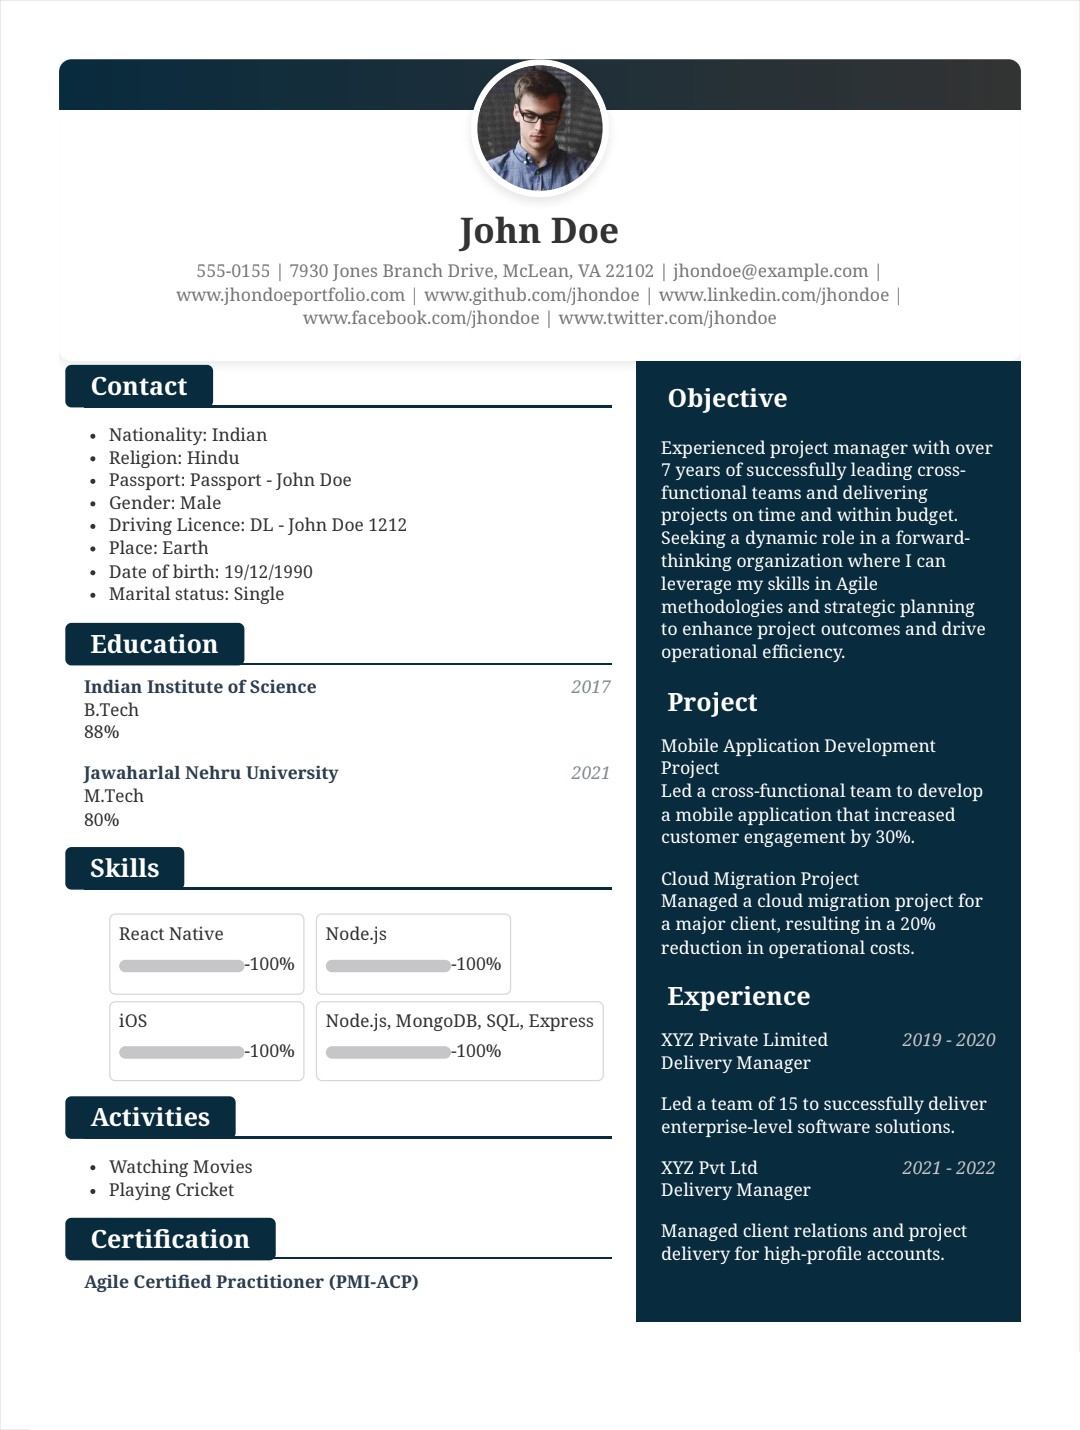 John Doe
555-0155 | 7930 Jones Branch Drive, McLean, VA 22102 | jhondoe@example.com |
www.jhondoeportfolio.com | www.github.com/jhondoe | www.linkedin.com/jhondoe |
www.facebook.com/jhondoe | www.twitter.com/jhondoe
Contact
• Nationality: Indian
• Religion: Hindu
• Passport: Passport - John Doe
• Gender: Male
• Driving Licence: DL - John Doe 1212
• Place: Earth
• Date of birth: 19/12/1990
• Marital status: Single
Education
Indian Institute of Science 2017
B.Tech
88%
Jawaharlal Nehru University 2021
M.Tech
80%
Skills
React Native
-100%
Node.js
-100%
iOS
-100%
Node.js, MongoDB, SQL, Express
-100%
Activities
• Watching Movies
• Playing Cricket
Certification
Agile Certified Practitioner (PMI-ACP)
Objective
Experienced project manager with over
7 years of successfully leading cross-
functional teams and delivering
projects on time and within budget.
Seeking a dynamic role in a forward-
thinking organization where I can
leverage my skills in Agile
methodologies and strategic planning
to enhance project outcomes and drive
operational efficiency.
Project
Mobile Application Development
Project
Led a cross-functional team to develop
a mobile application that increased
customer engagement by 30%.
Cloud Migration Project
Managed a cloud migration project for
a major client, resulting in a 20%
reduction in operational costs.
Experience
XYZ Private Limited 2019 - 2020
Delivery Manager
Led a team of 15 to successfully deliver
enterprise-level software solutions.
XYZ Pvt Ltd 2021 - 2022
Delivery Manager
Managed client relations and project
delivery for high-profile accounts.